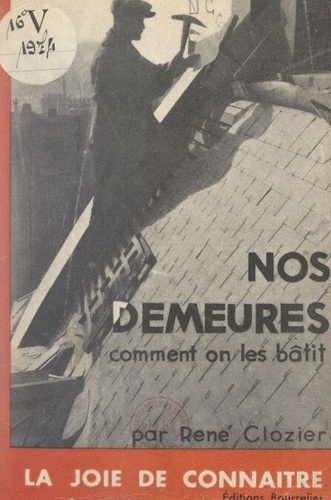 16° V
1974
NOS
DEMEURES
comment on les bâtit
par René Clozier
LA JOIE DE CONNAITRE
Éditions Bourrelier